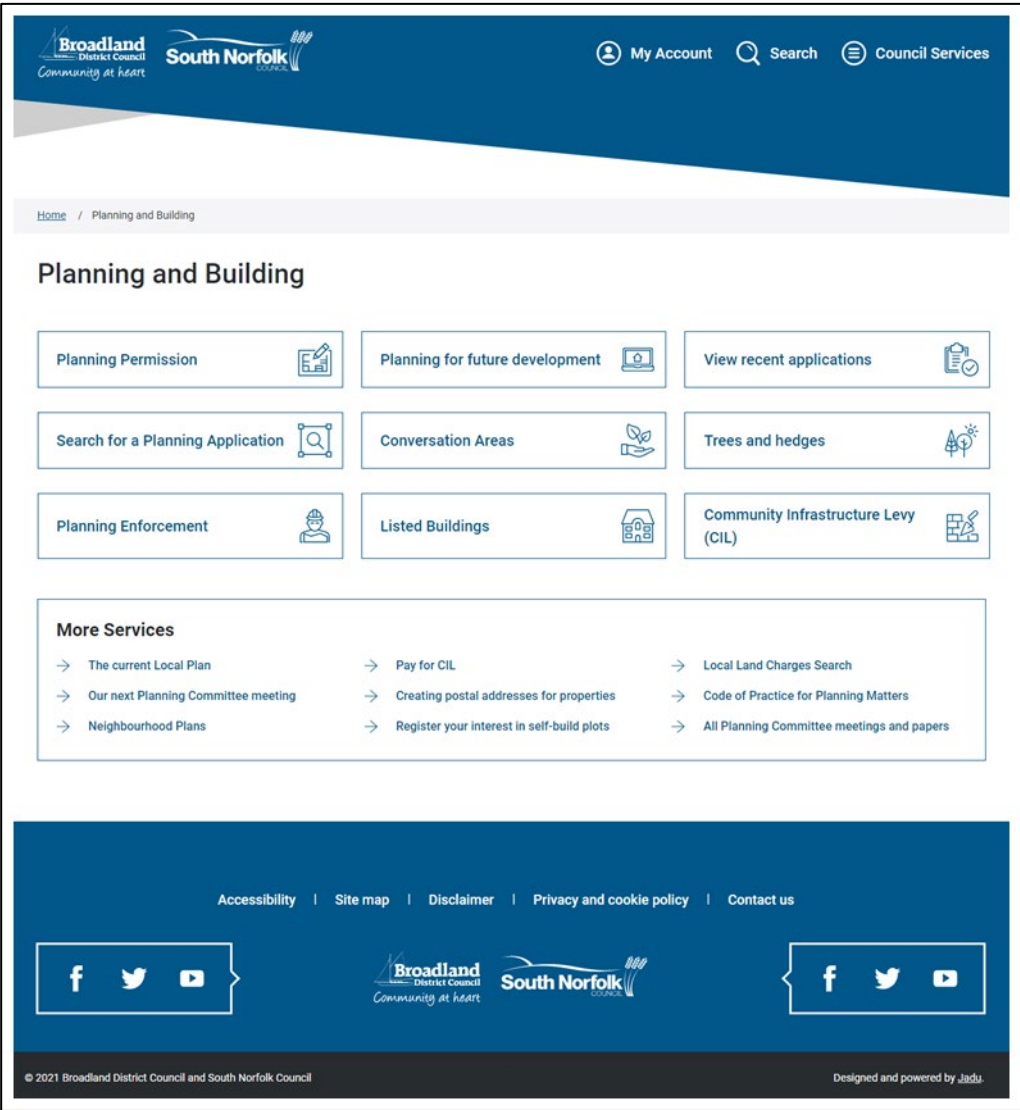 Broadland
District Council
Community at heart
South Norfolk
COUNCIL
My Account
Search
Council Services
Home / Planning and Building
Planning and Building
Planning Permission
Planning for future development
View recent applications
Search for a Planning Application
Conversation Areas
Trees and hedges
Planning Enforcement
Listed Buildings
Community Infrastructure Levy
(CIL)
More Services
The current Local Plan
Pay for CIL
Local Land Charges Search
Our next Planning Committee meeting
Creating postal addresses for properties
Code of Practice for Planning Matters
Neighbourhood Plans
Register your interest in self-build plots
All Planning Committee meetings and papers
Accessibility | Site map | Disclaimer | Privacy and cookie policy | Contact us
Broadland
District Council
Community at heart
South Norfolk
COUNCIL
© 2021 Broadland District Council and South Norfolk Council
Designed and powered by Jadu.